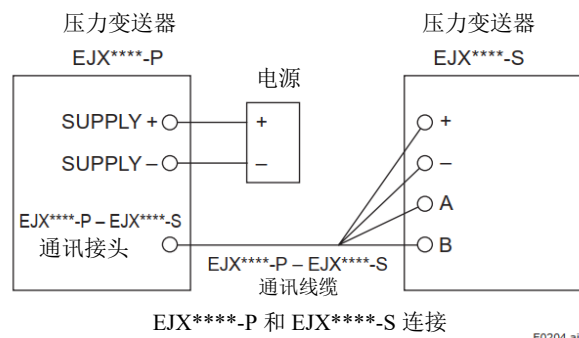 压力变送器
压力变送器
EJX****-P
EJX****-S
电源
SUPPLY +
+
+
SUPPLY –
–
–
A
EJX****-P – EJX****-S
通讯接头
B
EJX****-P – EJX****-S
通讯线缆
EJX****-P 和 EJX****-S 连接